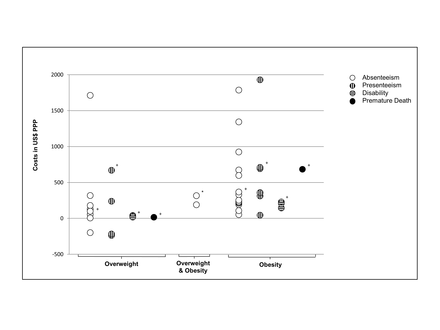 2000
1500
1000
500
0
-500
Costs in US$ PPP
Overweight
Overweight
& Obesity
Obesity
Absenteeism
Presenteeism
Disability
Premature Death
*
*
*
*
*
*
*
*
*